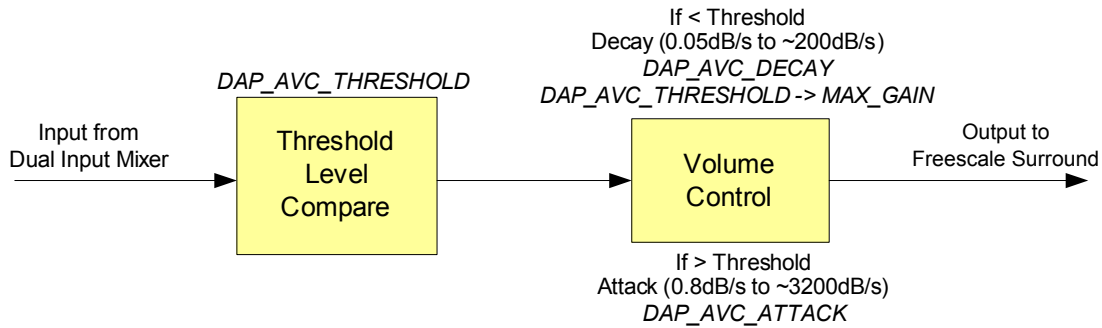 If < Threshold
Decay (0.05dB/s to ~200dB/s)
DAP_AVC_DECAY
DAP_AVC_THRESHOLD -> MAX_GAIN
DAP_AVC_THRESHOLD
Input from
Dual Input Mixer
Threshold
Level
Compare
Volume
Control
Output to
Freescale Surround
If > Threshold
Attack (0.8dB/s to ~3200dB/s)
DAP_AVC_ATTACK